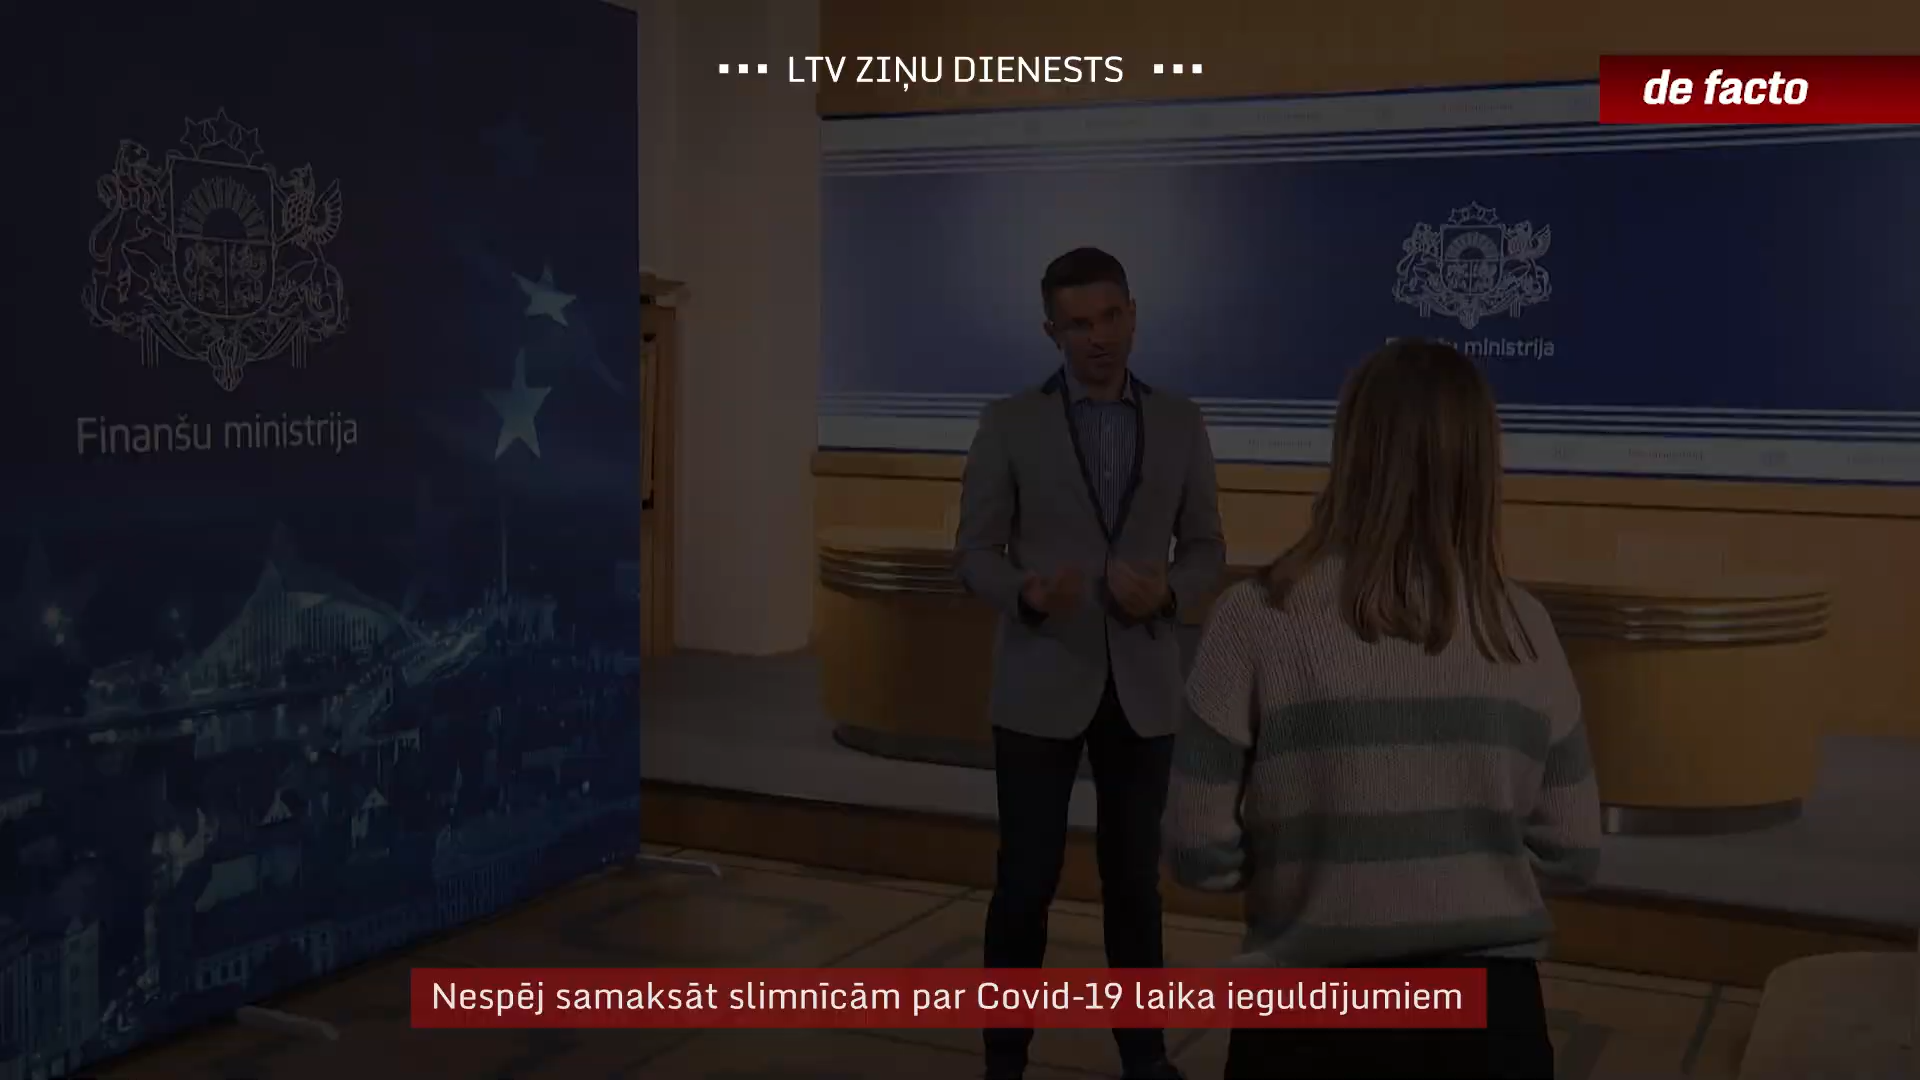 LTV ZIŅU DIENESTS
de facto
Finanšu ministrija
ministrija
Nespēj samaksāt slimnīcām par Covid-19 laika ieguldījumiem